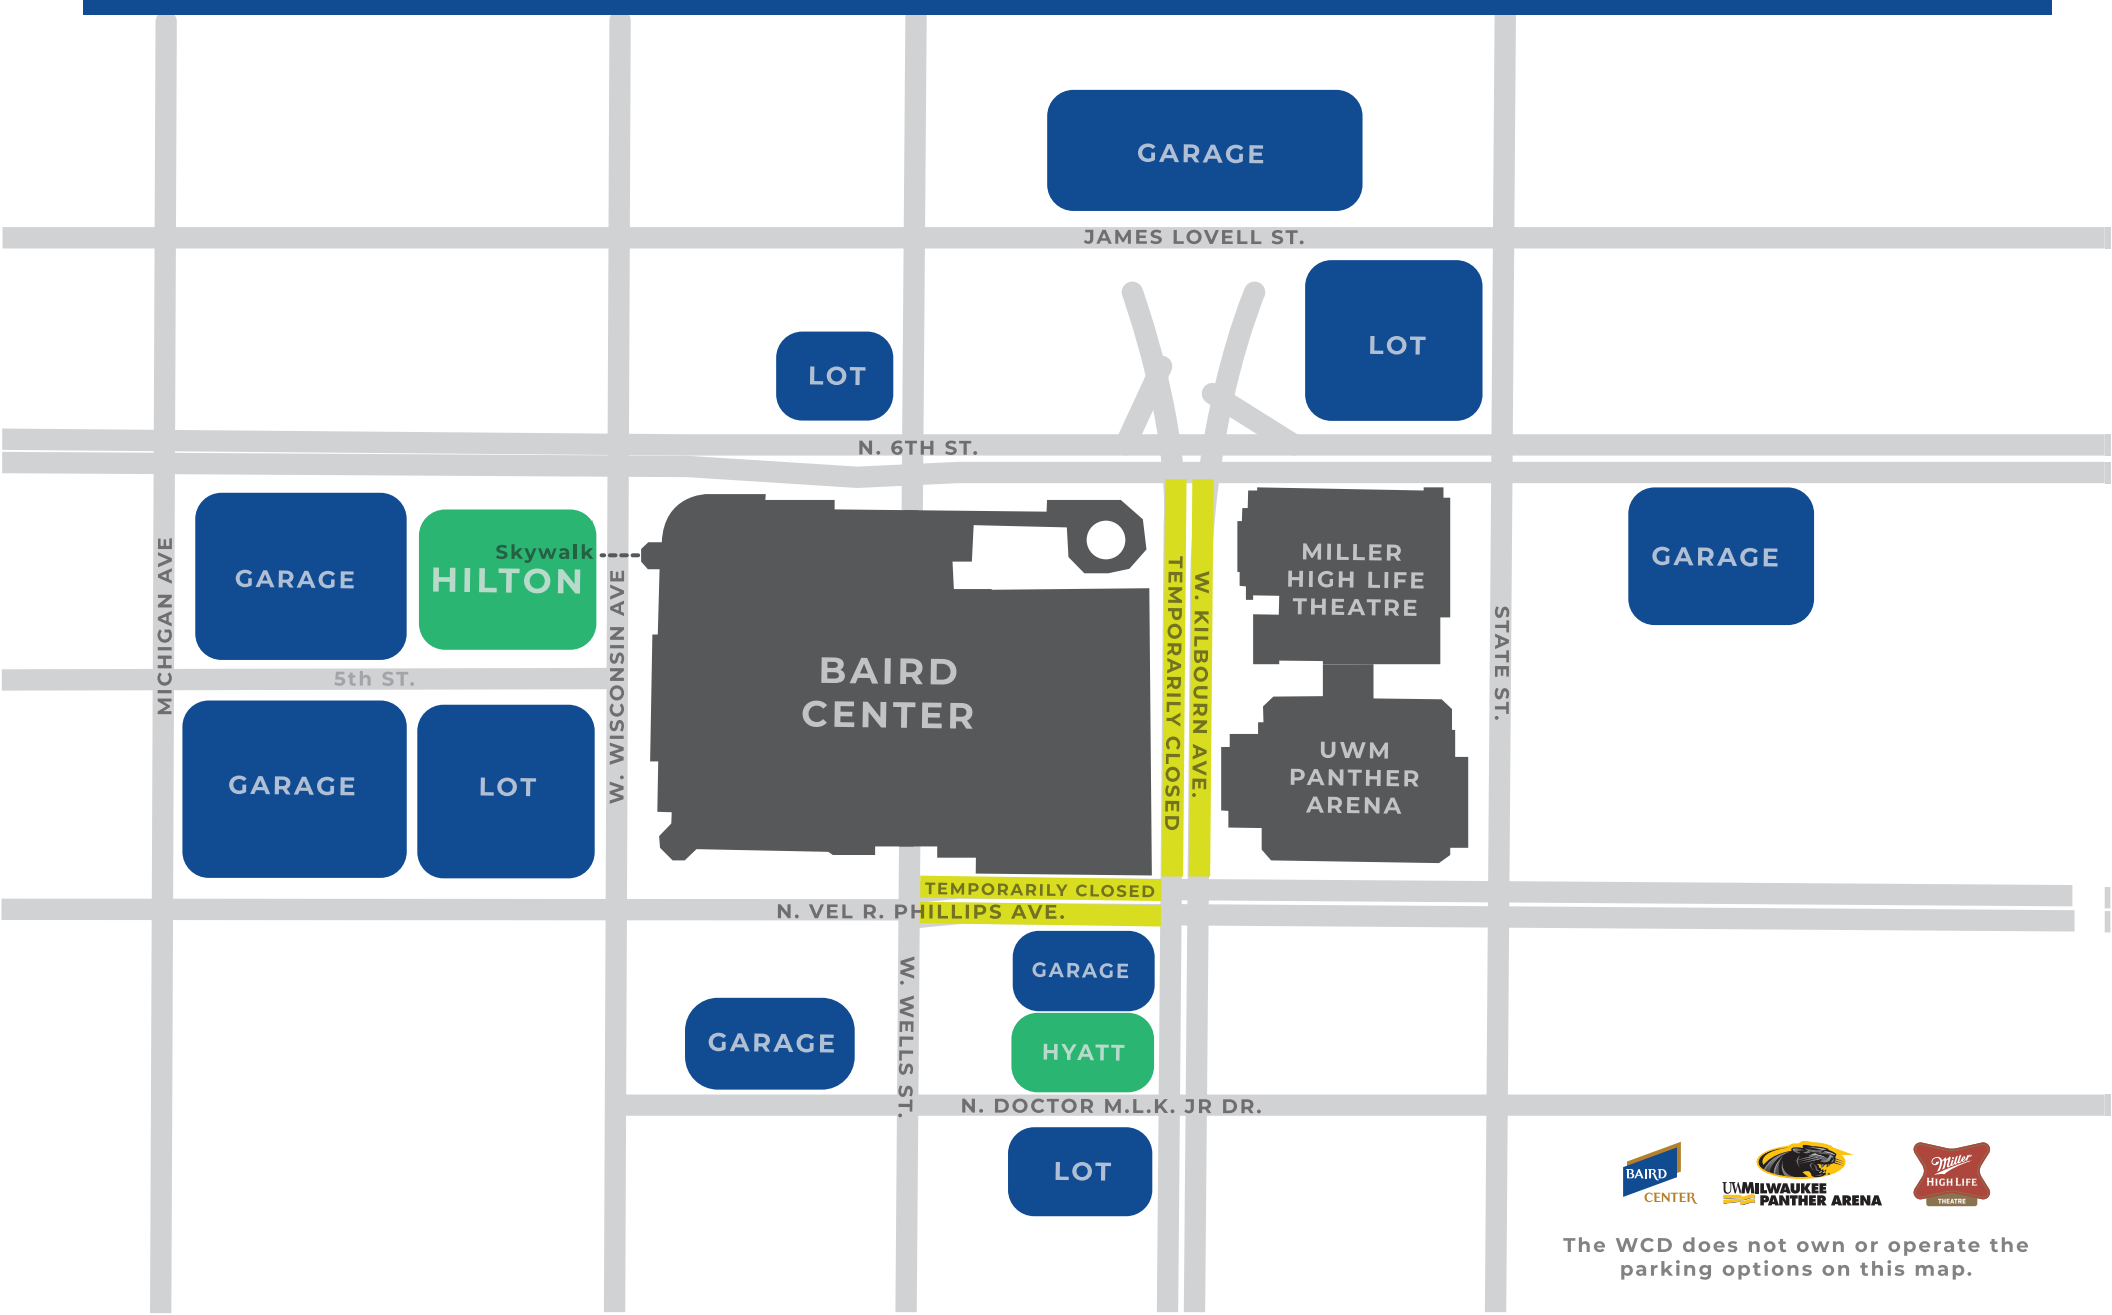 GARAGE
JAMES LOVELL ST.
LOT
LOT
N. 6TH ST.
GARAGE
Skywalk
HILTON
MILLER
HIGH LIFE
THEATRE
GARAGE
MICHIGAN AVE
W. WISCONSIN AVE
TEMPORARILY CLOSED
W. KILBOURN AVE.
STATE ST.
5th ST.
BAIRD
CENTER
UWM
PANTHER
ARENA
GARAGE
LOT
TEMPORARILY CLOSED
N. VEL R. PHILLIPS AVE.
W. WELLS ST.
GARAGE
GARAGE
HYATT
N. DOCTOR M.L.K. JR DR.
LOT
BAIRD
CENTER
UWMILWAUKEE
PANTHER ARENA
Miller
HIGH LIFE
THEATRE
The WCD does not own or operate the
parking options on this map.